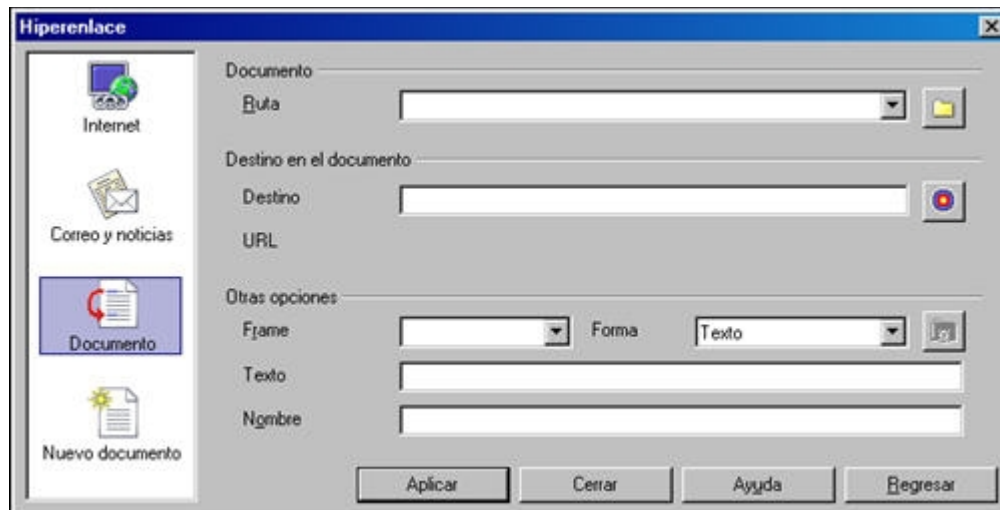 Hiperenlace
Internet
Correo y noticias
Documento
Nuevo documento
Documento
Ruta
Destino en el documento
Destino
URL
Otras opciones
Frame
Forma
Texto
Texto
Nombre
Aplicar
Cerrar
Ayuda
Regresar